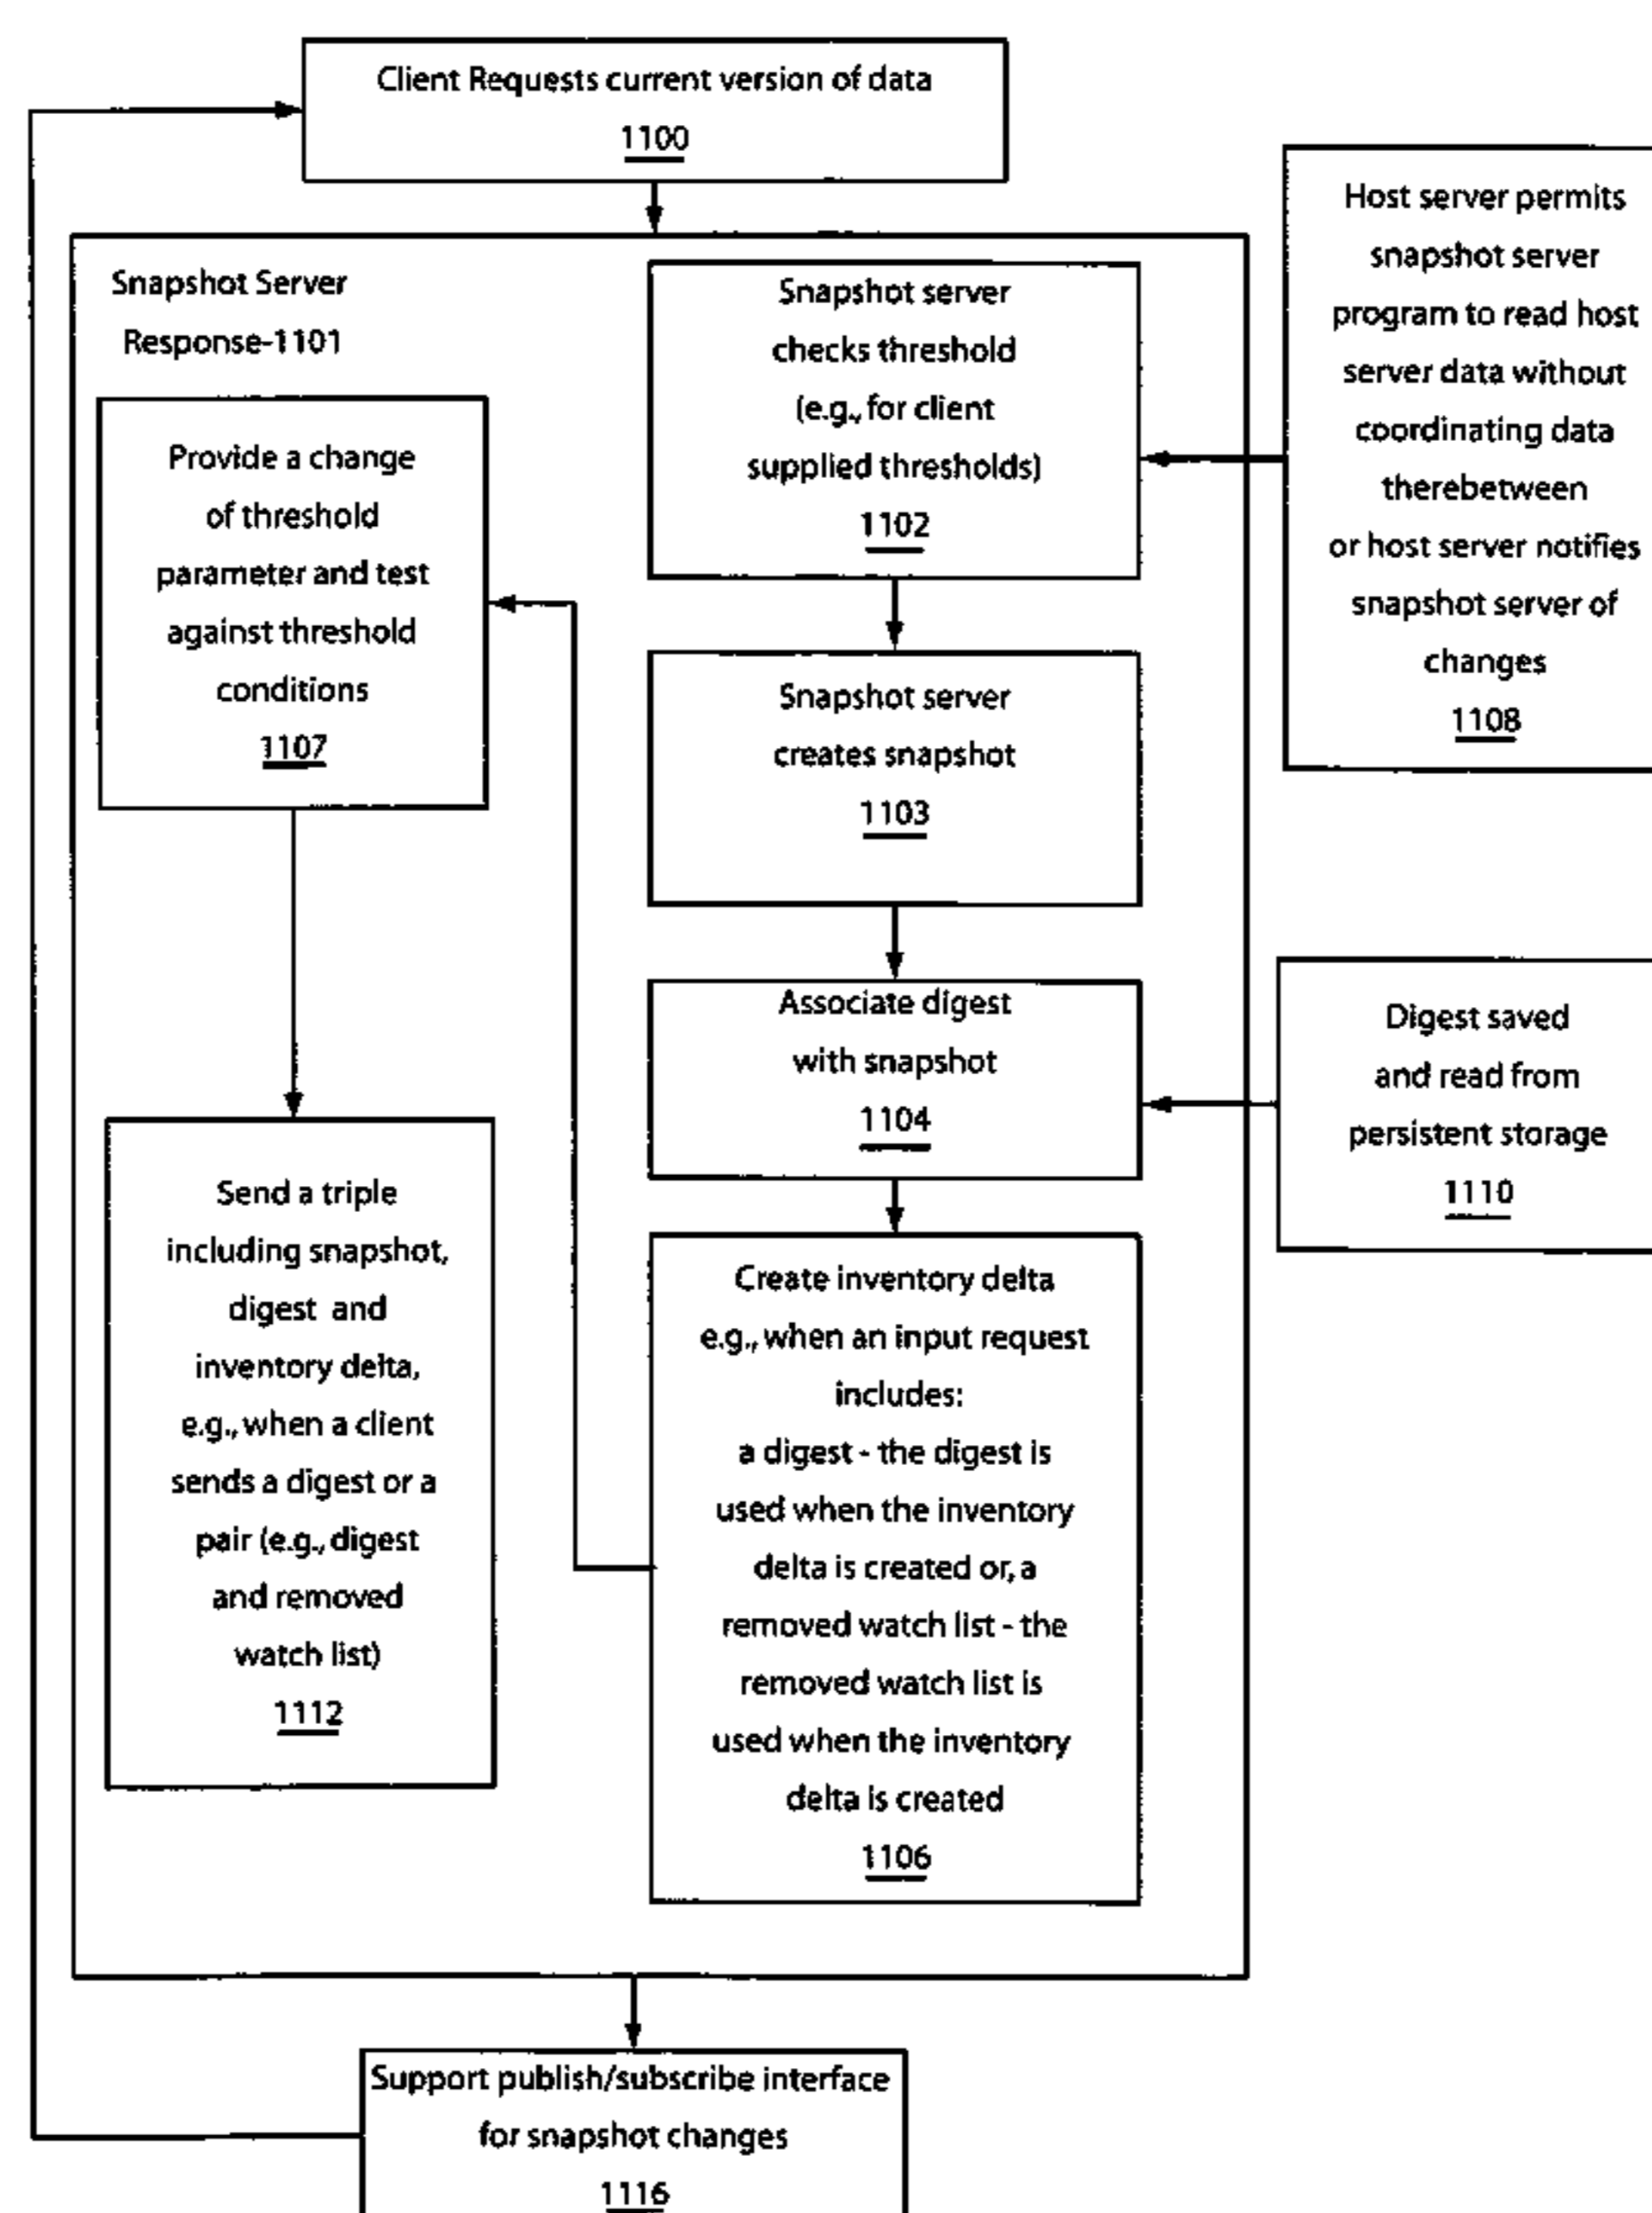 Client Requests current version of data
1100
Snapshot Server
Response-1101
Snapshot server
checks threshold
(e.g., for client
supplied thresholds)
1102
Host server permits
snapshot server
program to read host
server data without
coordinating data
therebetween
or host server notifies
snapshot server of
changes
1108
Provide a change
of threshold
parameter and test
against threshold
conditions
1107
Snapshot server
creates snapshot
1103
Associate digest
with snapshot
1104
Digest saved
and read from
persistent storage
1110
Send a triple
including snapshot,
digest and
inventory delta,
e.g., when a client
sends a digest or a
pair (e.g., digest
and removed
watch list)
1112
Create inventory delta
e.g., when an input request
includes:
a digest - the digest is
used when the inventory
delta is created or, a
removed watch list - the
removed watch list is
used when the inventory
delta is created
1106
Support publish/subscribe interface
for snapshot changes
1116